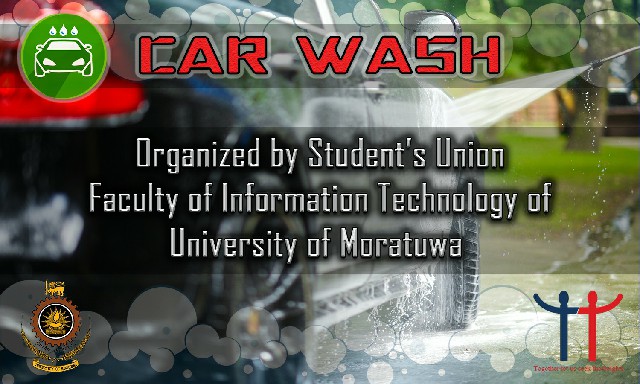 CAR WASH
Organized by Student's Union
Faculty of Information Technology of
University of Moratuwa